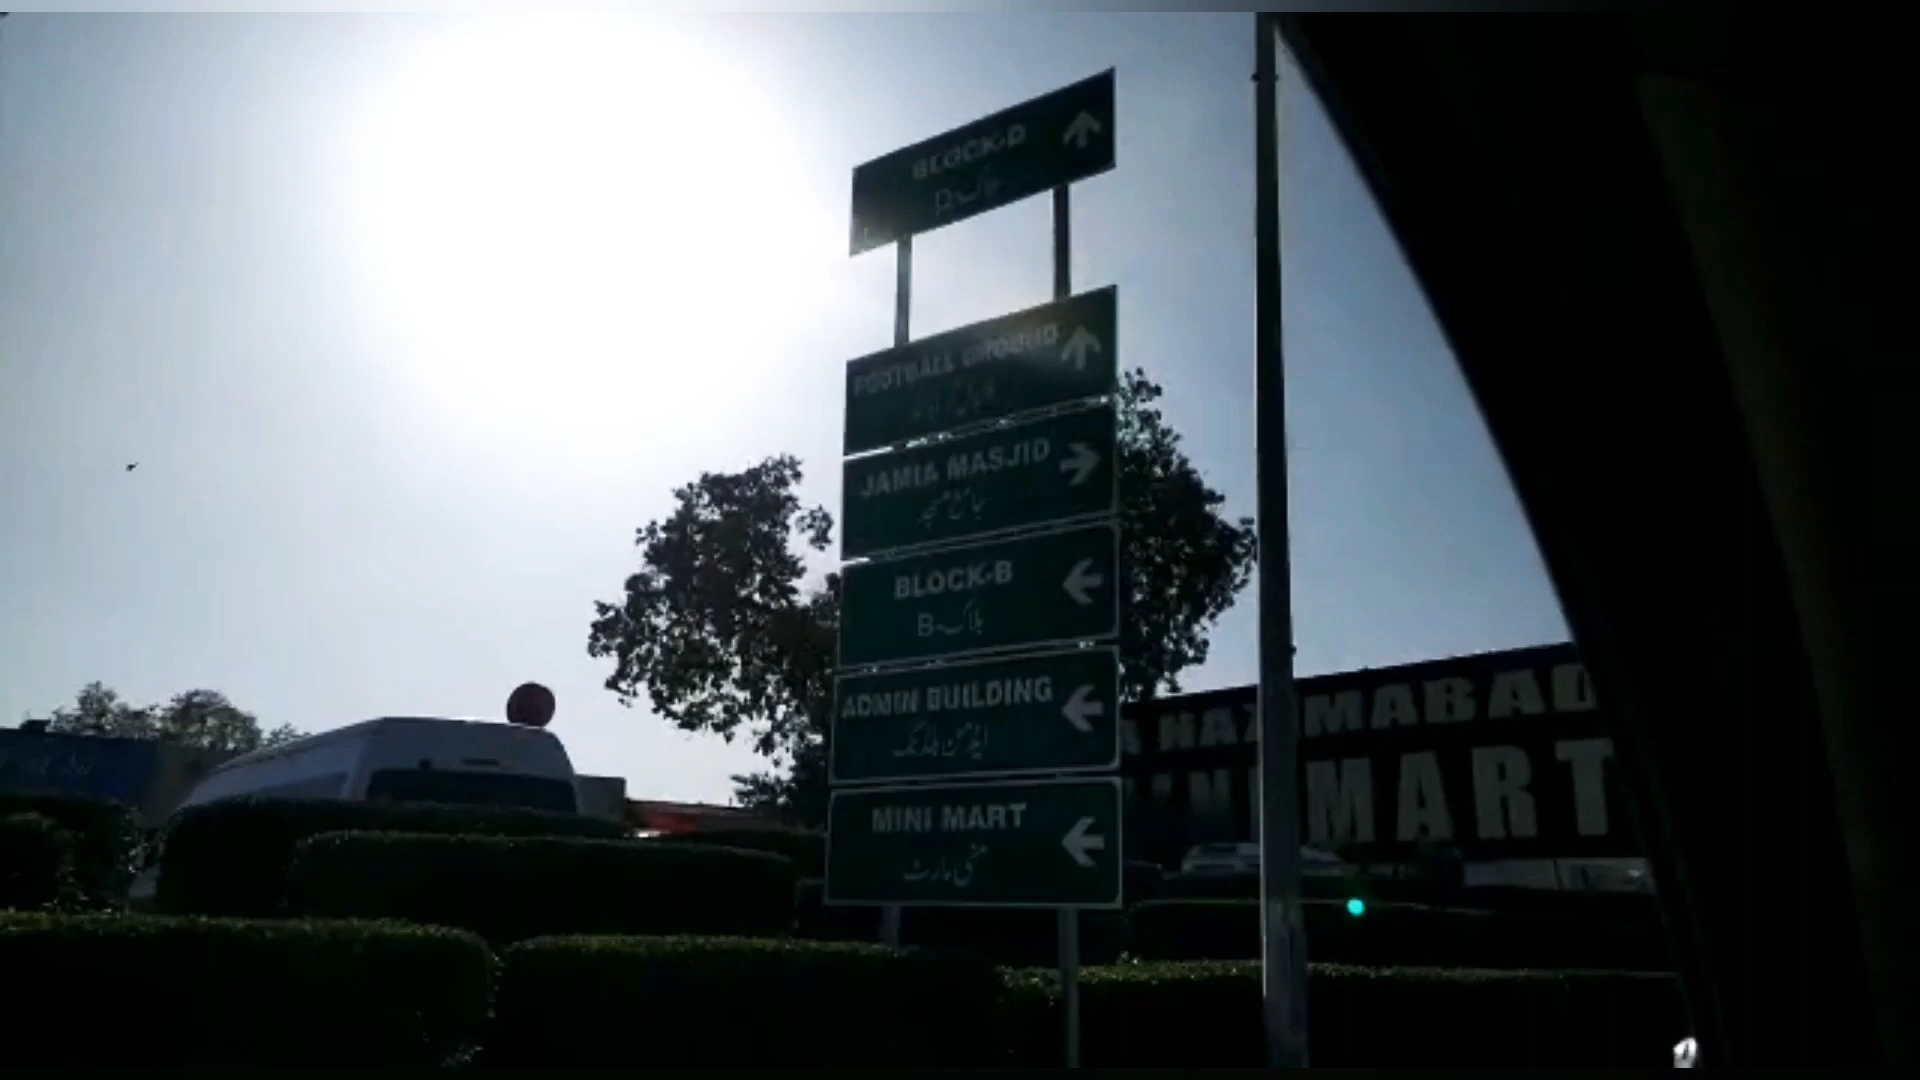 BLOCK-D
بلاک-D
FOOTBALL GROUND
JAMIA MASJID
جامع مسجد
BLOCK-B
بلاک-B
ADMIN BUILDING
ایڈمن بلڈنگ
MINI MART
منی مارٹ
MABAD
MART